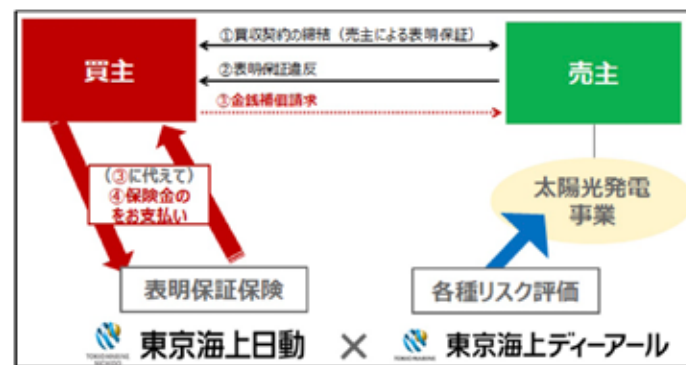 ①買収契約の締結（売主による表明保証）
買主
②表明保証違反
売主
③金銭補償請求
（③に代えて）
④保険金の
をお支払い
太陽光発電
事業
表明保証保険
各種リスク評価
東京海上日動
×
東京海上ディーアール